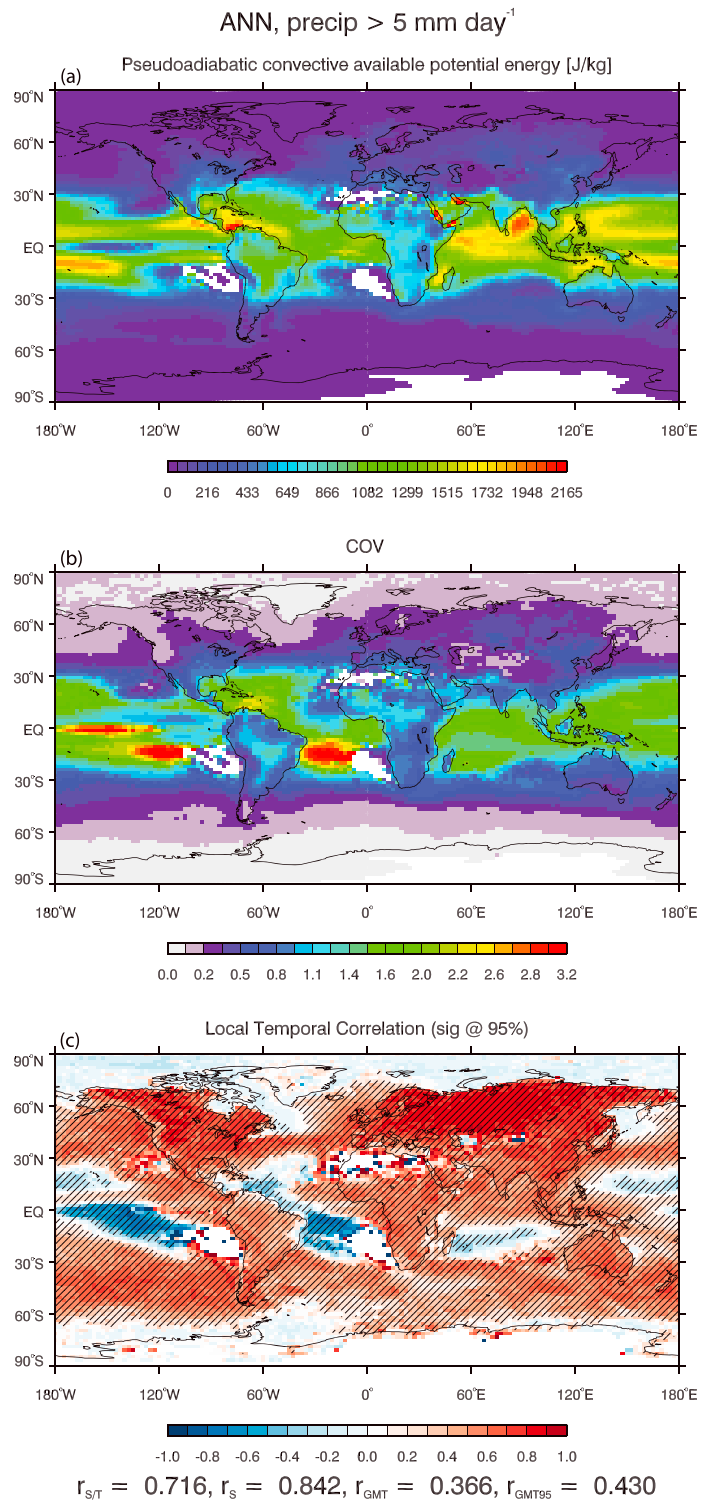 ANN, precip > 5 mm day⁻¹
(a)
Pseudoadiabatic convective available potential energy [J/kg]
90°N
60°N
30°N
EQ
30°S
60°S
90°S
180°W 120°W 60°W 0° 60°E 120°E 180°E
0 216 433 649 866 1082 1299 1515 1732 1948 2165
(b)
COV
90°N
60°N
30°N
EQ
30°S
60°S
90°S
180°W 120°W 60°W 0° 60°E 120°E 180°E
0.0 0.2 0.5 0.8 1.1 1.4 1.6 2.0 2.2 2.6 2.8 3.2
(c)
Local Temporal Correlation (sig @ 95%)
90°N
60°N
30°N
EQ
30°S
60°S
90°S
180°W 120°W 60°W 0° 60°E 120°E 180°E
-1.0 -0.8 -0.6 -0.4 -0.2 0.0 0.2 0.4 0.6 0.8 1.0
r_S/T = 0.716, r_S = 0.842, r_GMT = 0.366, r_GMT95 = 0.430